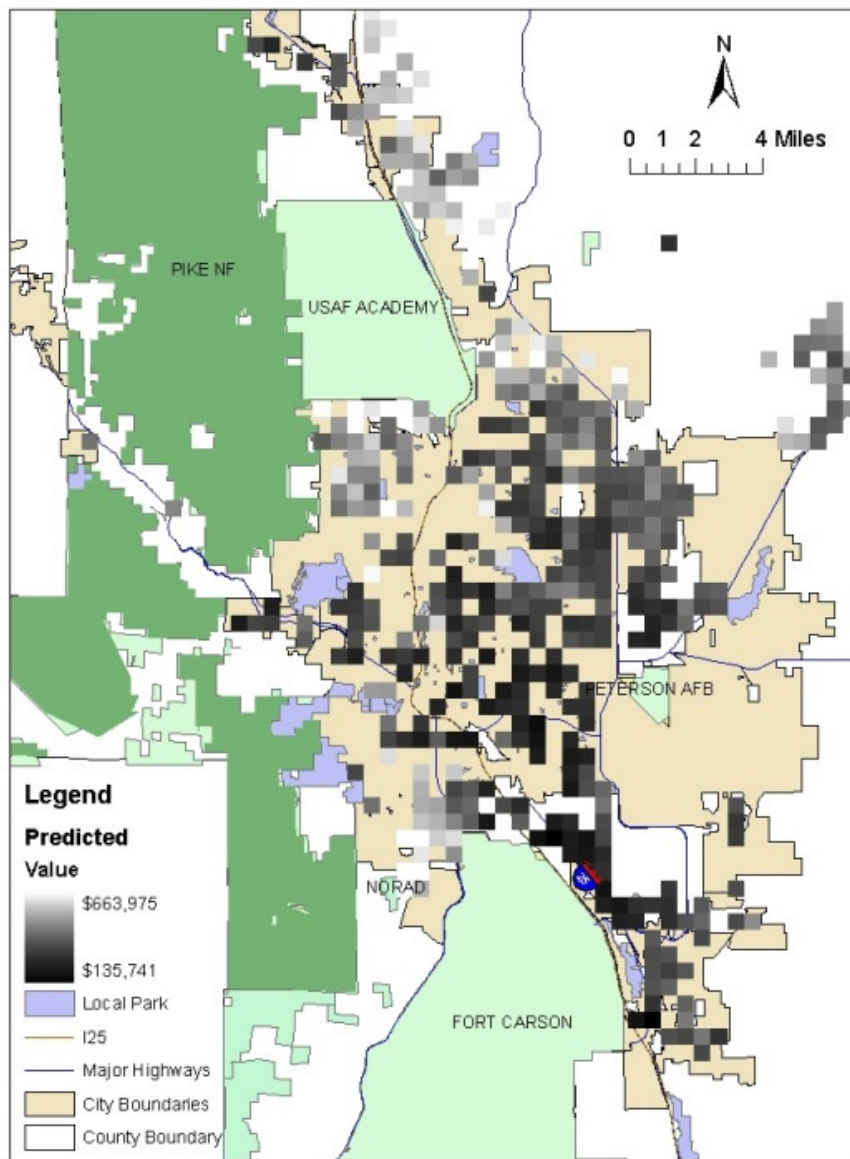 N
0 1 2 4 Miles
PIKE NF
USAF ACADEMY
PETERSON AFB
NORAD
25
FORT CARSON
Legend
Predicted
Value
$663,975
$135,741
Local Park
I25
Major Highways
City Boundaries
County Boundary